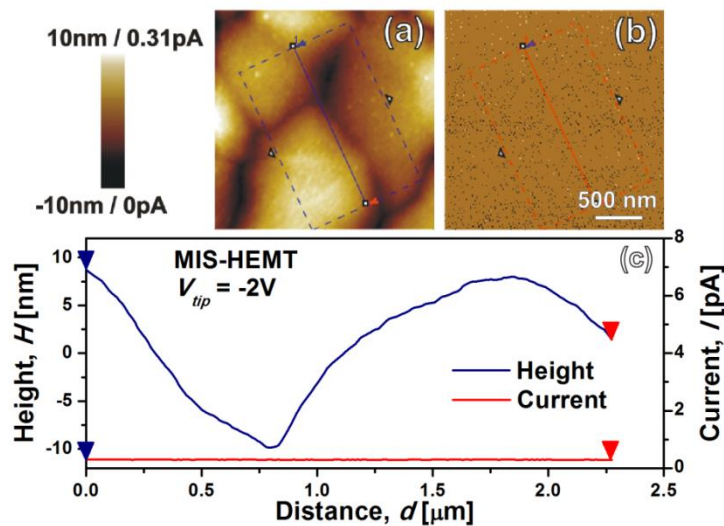 10nm / 0.31pA
-10nm / 0pA
(a)
(b)
500 nm
MIS-HEMT
V_tip = -2V
(c)
Height
Current
Height, H [nm]
10
5
0
-5
-10
Current, I [pA]
8
6
4
2
0
0.0 0.5 1.0 1.5 2.0 2.5
Distance, d [μm]